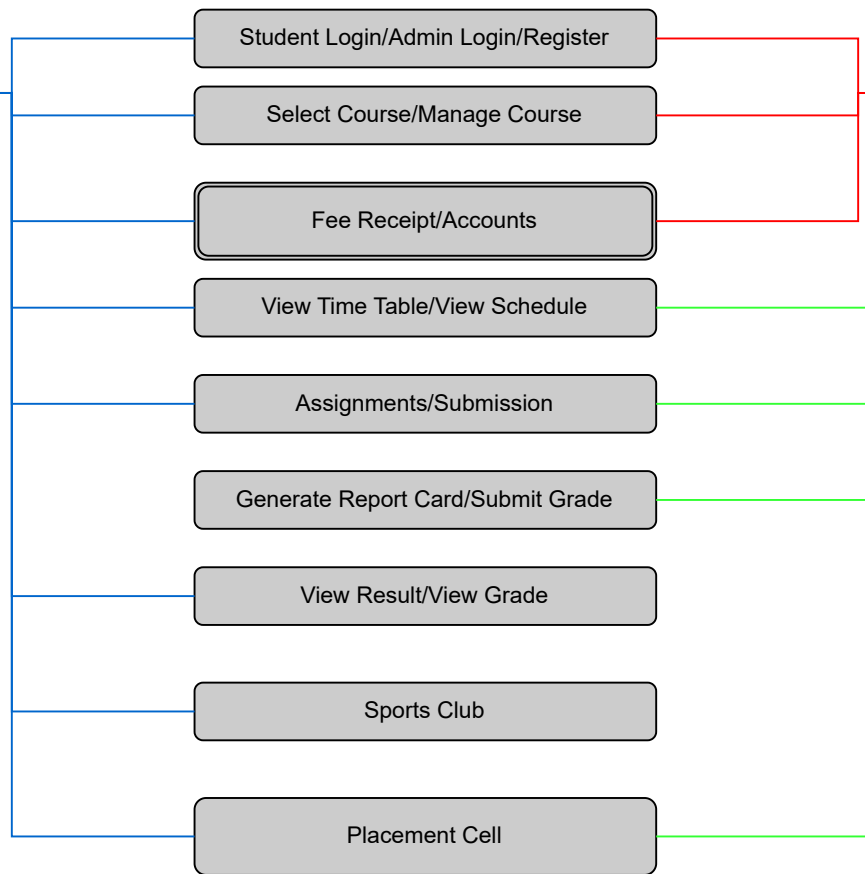 Student Login/Admin Login/Register
Select Course/Manage Course
Fee Receipt/Accounts
View Time Table/View Schedule
Assignments/Submission
Generate Report Card/Submit Grade
View Result/View Grade
Sports Club
Placement Cell